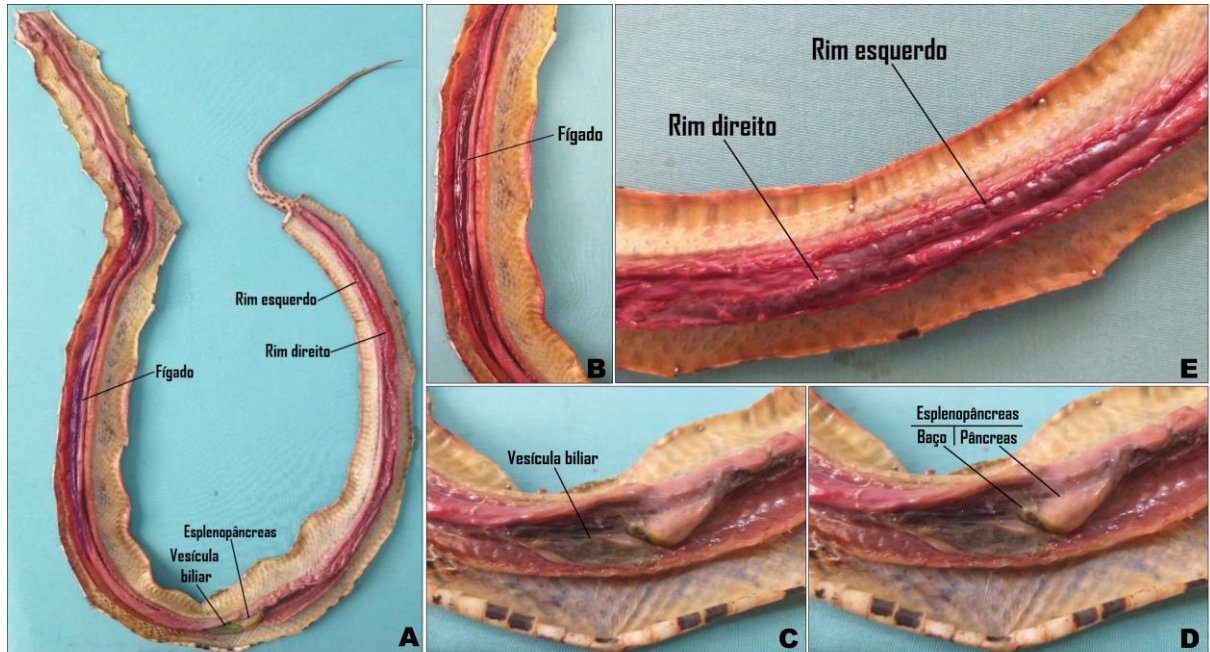 Rim esquerdo
Rim direito
Fígado
Esplenopâncreas
Vesícula
biliar
A
Fígado
B
Rim esquerdo
Rim direito
E
Vesícula biliar
C
Esplenopâncreas
Baço Pâncreas
D